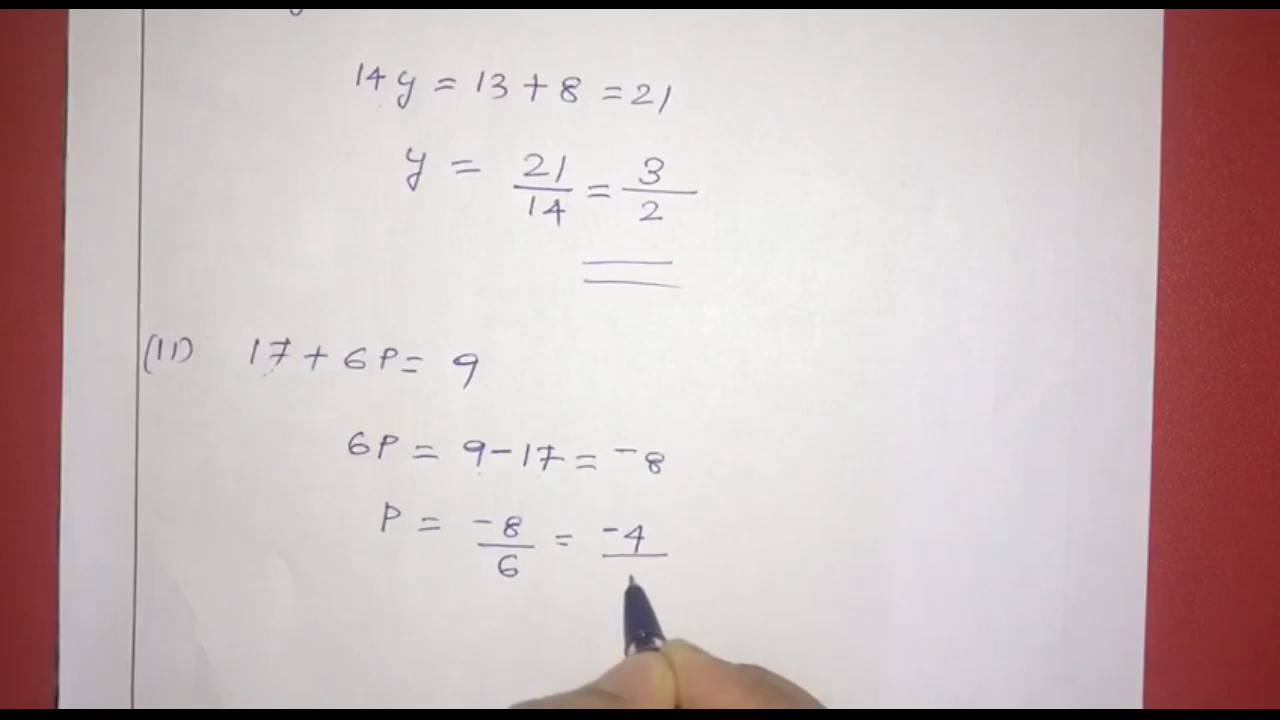 14y = 13 + 8 = 21
y = 21/14 = 3/2
(11) 17 + 6P = 9
6P = 9 - 17 = -8
P = -8/6 = -4/